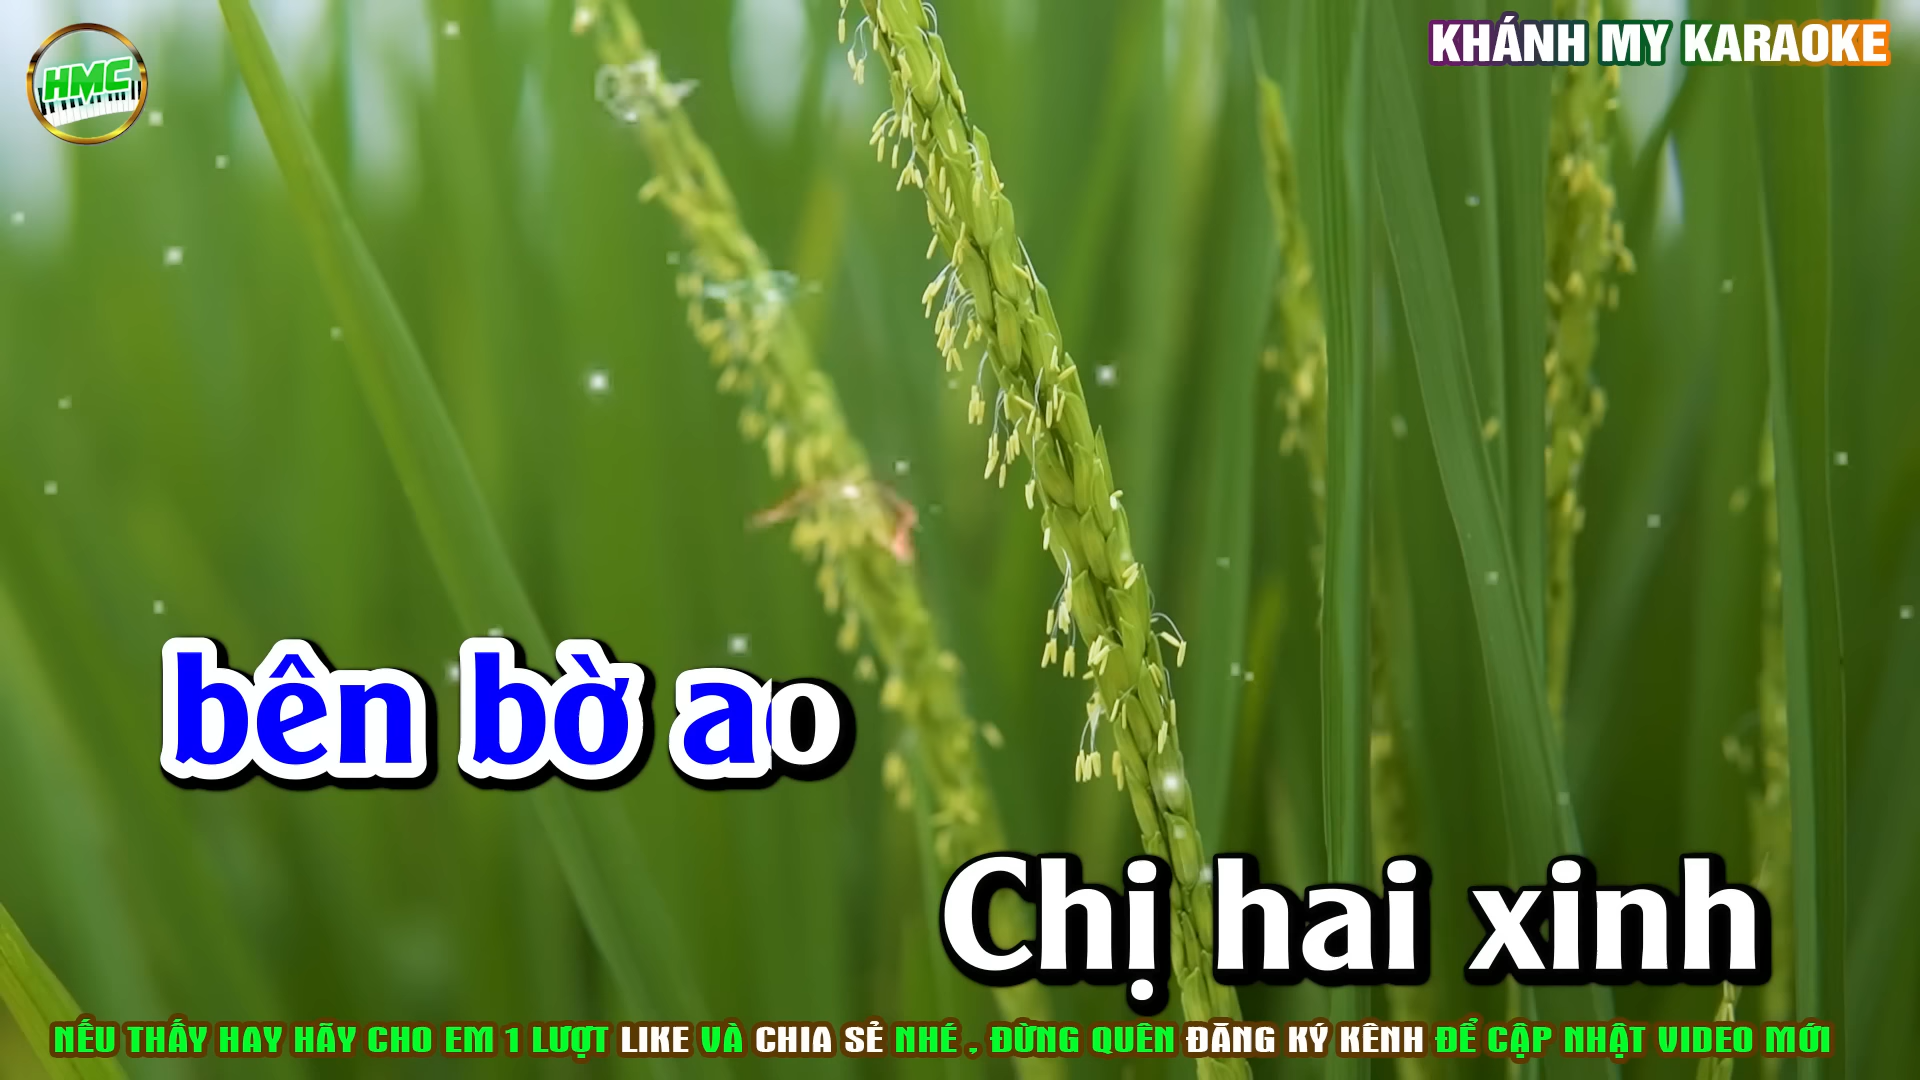 HMC
KHÁNH MY KARAOKE
bên bờ ao
Chị hai xinh
NẾU THẤY HAY HÃY CHO EM 1 LƯỢT LIKE VÀ CHIA SẺ NHÉ , ĐỪNG QUÊN ĐĂNG KÝ KÊNH ĐỂ CẬP NHẬT VIDEO MỚI